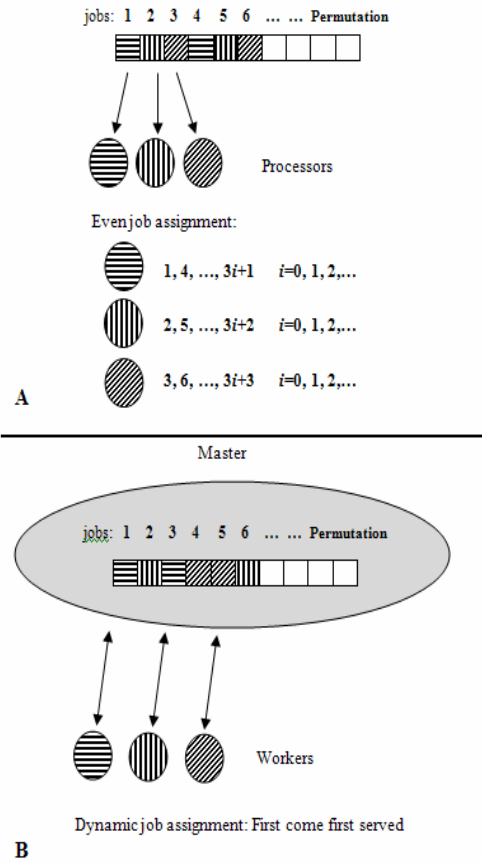 jobs: 1 2 3 4 5 6 ... ... Permutation
Processors
Even job assignment:
1, 4, ..., 3i+1 i=0, 1, 2,...
2, 5, ..., 3i+2 i=0, 1, 2,...
3, 6, ..., 3i+3 i=0, 1, 2,...
A
Master
jobs: 1 2 3 4 5 6 ... ... Permutation
Workers
Dynamic job assignment: First come first served
B